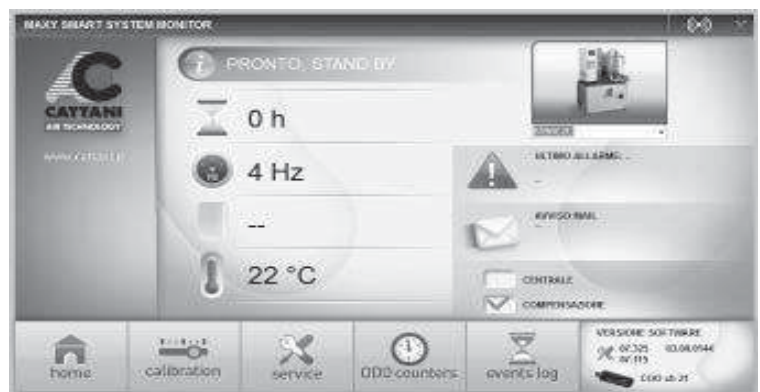 MAXY SMART SYSTEM MONITOR
CATTANI
AIR TECHNOLOGY
PRONTO, STAND BY
0 h
4 Hz
--
22 °C
ULTIMO ALLARME: -
-
AVVISO MAIL
CENTRALE
COMPENSAZIONE
home
calibration
service
ODO counters
events log
VERSIONE SOFTWARE